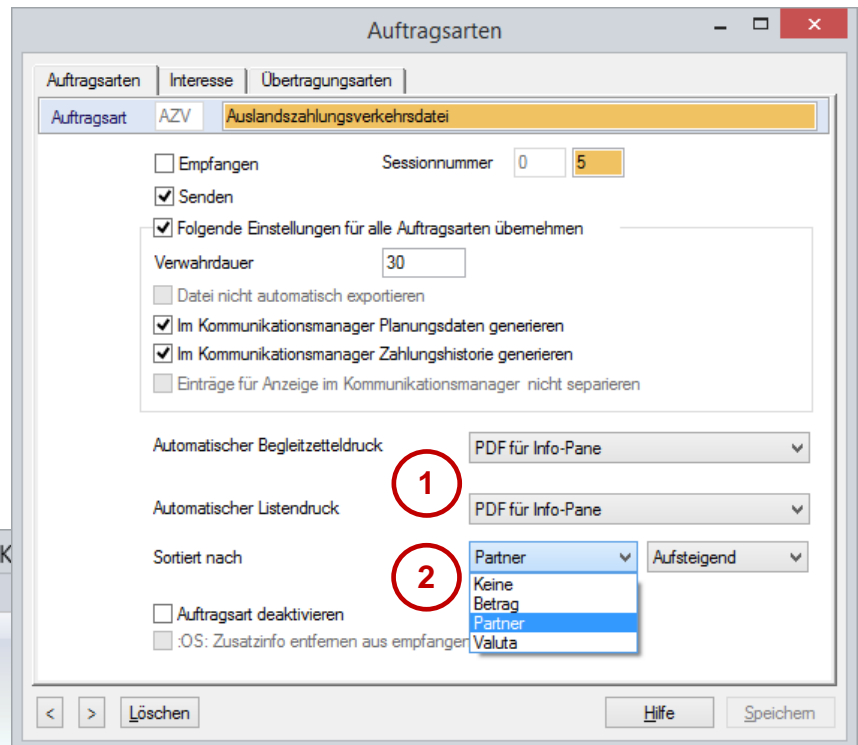 Auftragsarten
Auftragsarten Interesse Übertragungsarten
Auftragsart AZV Auslandszahlungsverkehrsdatei
Empfangen Sessionnummer 0 5
Senden
Folgende Einstellungen für alle Auftragsarten übernehmen
Verwahrdauer 30
Datei nicht automatisch exportieren
Im Kommunikationsmanager Planungsdaten generieren
Im Kommunikationsmanager Zahlungshistorie generieren
Einträge für Anzeige im Kommunikationsmanager nicht separieren
Automatischer Begleitzetteldruck PDF für Info-Pane
1
Automatischer Listendruck PDF für Info-Pane
K
Sortiert nach Partner Aufsteigend
2
Keine
Betrag
Partner
Valuta
Auftragsart deaktivieren
:OS: Zusatzinfo entfernen aus empfangen
< > Löschen Hilfe Speichern